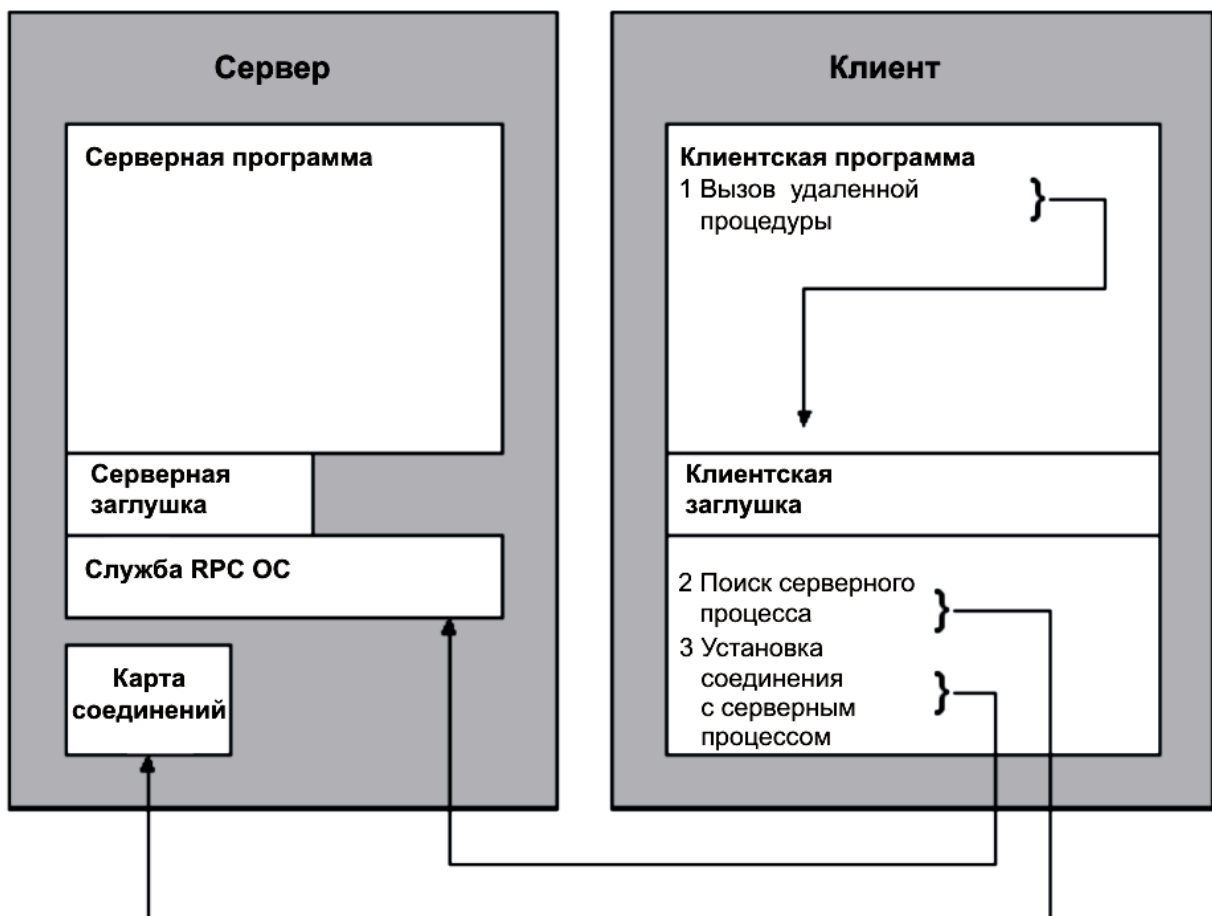 Сервер
Серверная программа
Серверная
заглушка
Служба RPC ОС
Карта
соединений
Клиент
Клиентская программа
1 Вызов удаленной
процедуры
Клиентская
заглушка
2 Поиск серверного
процесса
3 Установка
соединения
с серверным
процессом